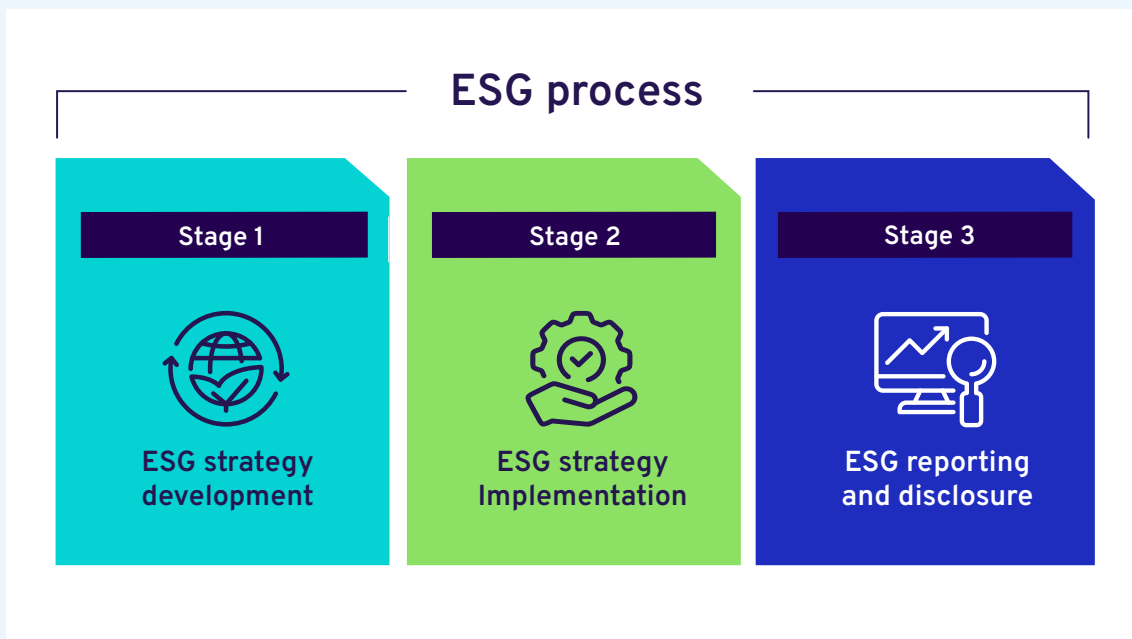 ESG process
Stage 1
ESG strategy
development
Stage 2
ESG strategy
Implementation
Stage 3
ESG reporting
and disclosure